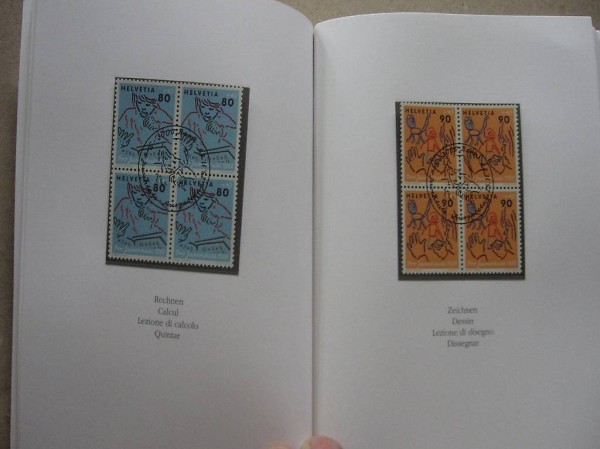 HELVETIA 80
HELVETIA 80
80
80
Rechnen
Calcul
Lezione di calcolo
Quintar
HELVETIA 90
HELVETIA 90
90
90
Zeichnen
Dessin
Lezione di disegno
Dissegnar